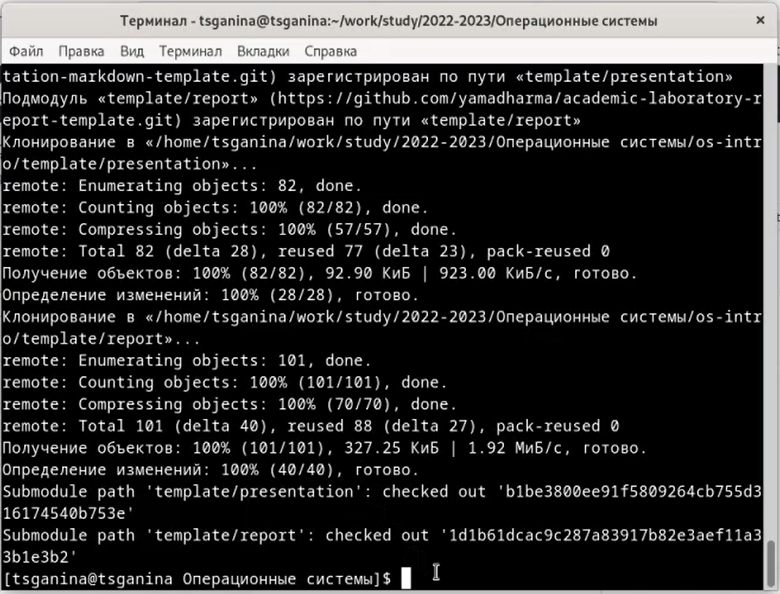 Терминал - tsganina@tsganina:~/work/study/2022-2023/Операционные системы
Файл Правка Вид Терминал Вкладки Справка
tation-markdown-template.git) зарегистрирован по пути «template/presentation»
Подмодуль «template/report» (https://github.com/yamadharma/academic-laboratory-r
eport-template.git) зарегистрирован по пути «template/report»
Клонирование в «/home/tsganina/work/study/2022-2023/Операционные системы/os-intr
o/template/presentation»...
remote: Enumerating objects: 82, done.
remote: Counting objects: 100% (82/82), done.
remote: Compressing objects: 100% (57/57), done.
remote: Total 82 (delta 28), reused 77 (delta 23), pack-reused 0
Получение объектов: 100% (82/82), 92.90 КиБ | 923.00 КиБ/с, готово.
Определение изменений: 100% (28/28), готово.
Клонирование в «/home/tsganina/work/study/2022-2023/Операционные системы/os-intr
o/template/report»...
remote: Enumerating objects: 101, done.
remote: Counting objects: 100% (101/101), done.
remote: Compressing objects: 100% (70/70), done.
remote: Total 101 (delta 40), reused 88 (delta 27), pack-reused 0
Получение объектов: 100% (101/101), 327.25 КиБ | 1.92 МиБ/с, готово.
Определение изменений: 100% (40/40), готово.
Submodule path 'template/presentation': checked out 'b1be3800ee91f5809264cb755d3
16174540b753e'
Submodule path 'template/report': checked out '1d1b61dcac9c287a83917b82e3aef11a3
3b1e3b2'
[tsganina@tsganina Операционные системы]$